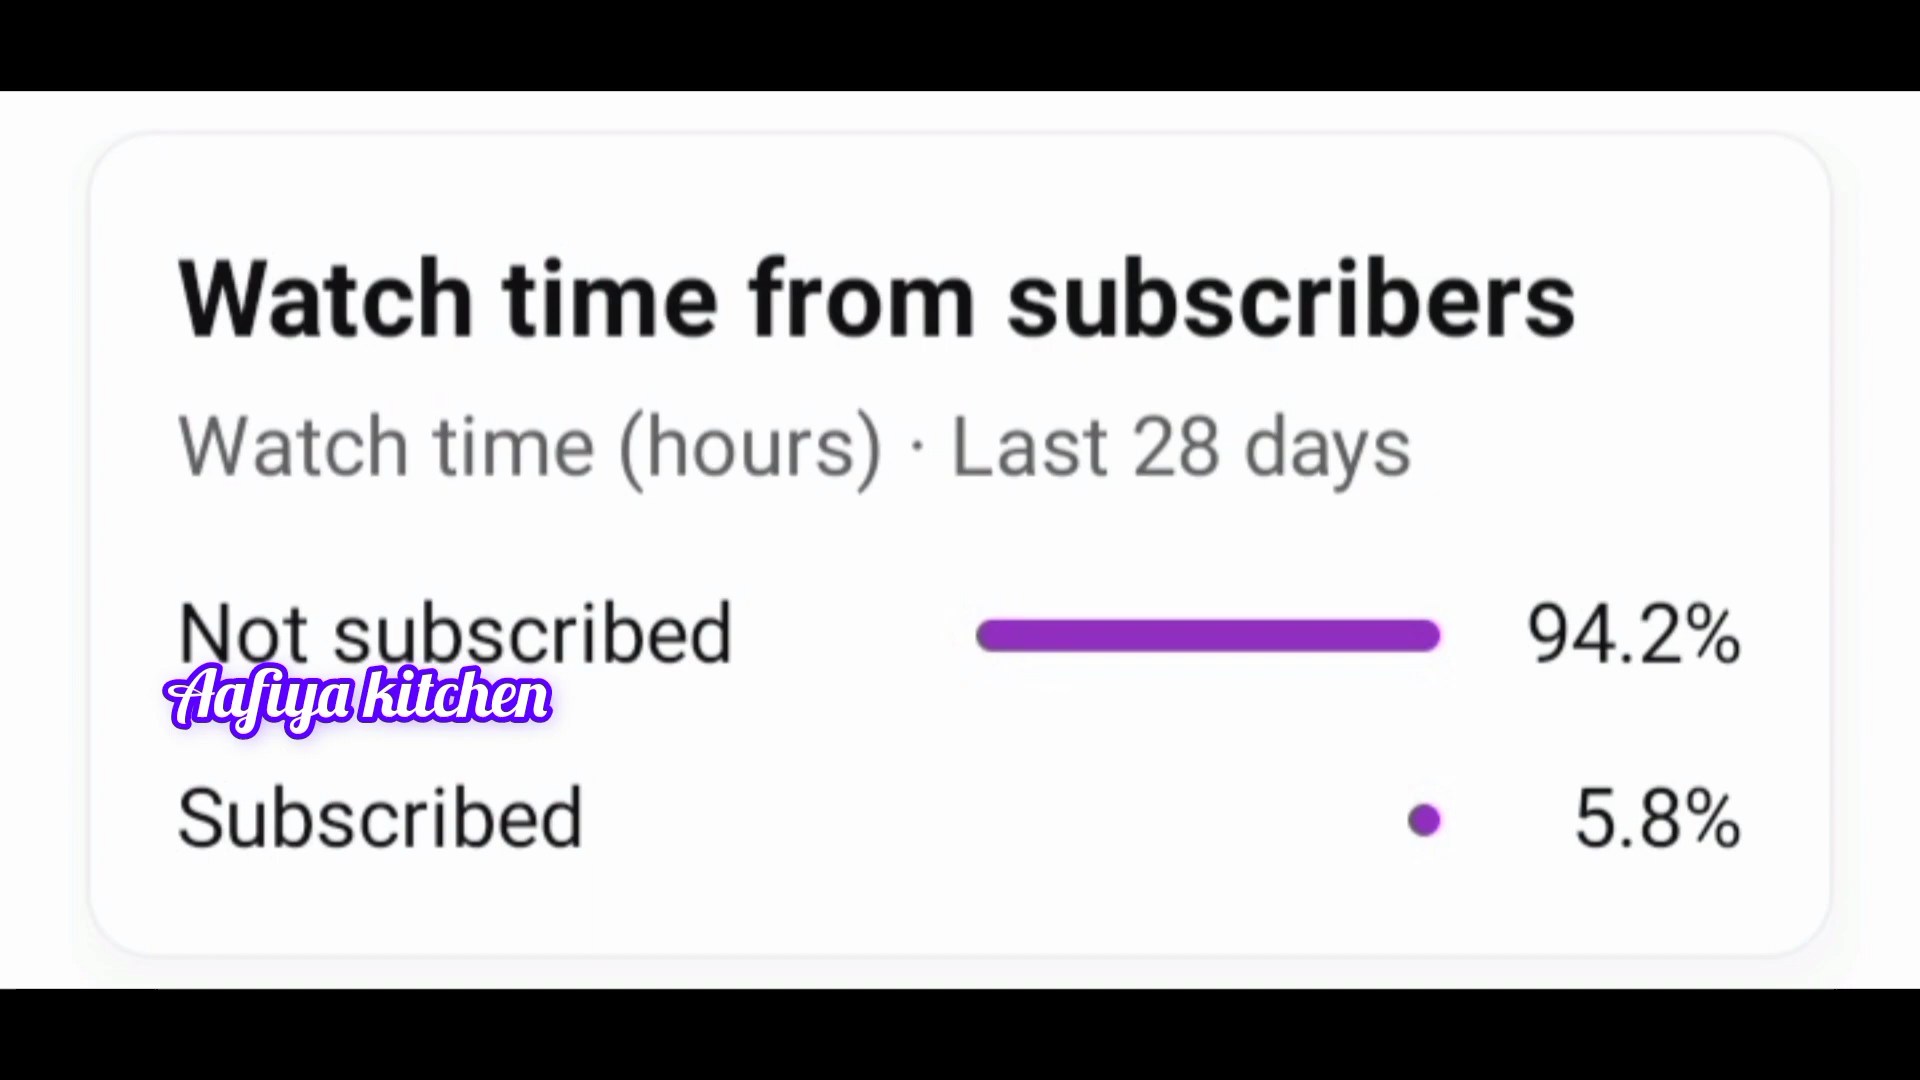 Watch time from subscribers
Watch time (hours) · Last 28 days
Not subscribed 94.2%
Aafiya kitchen
Subscribed 5.8%